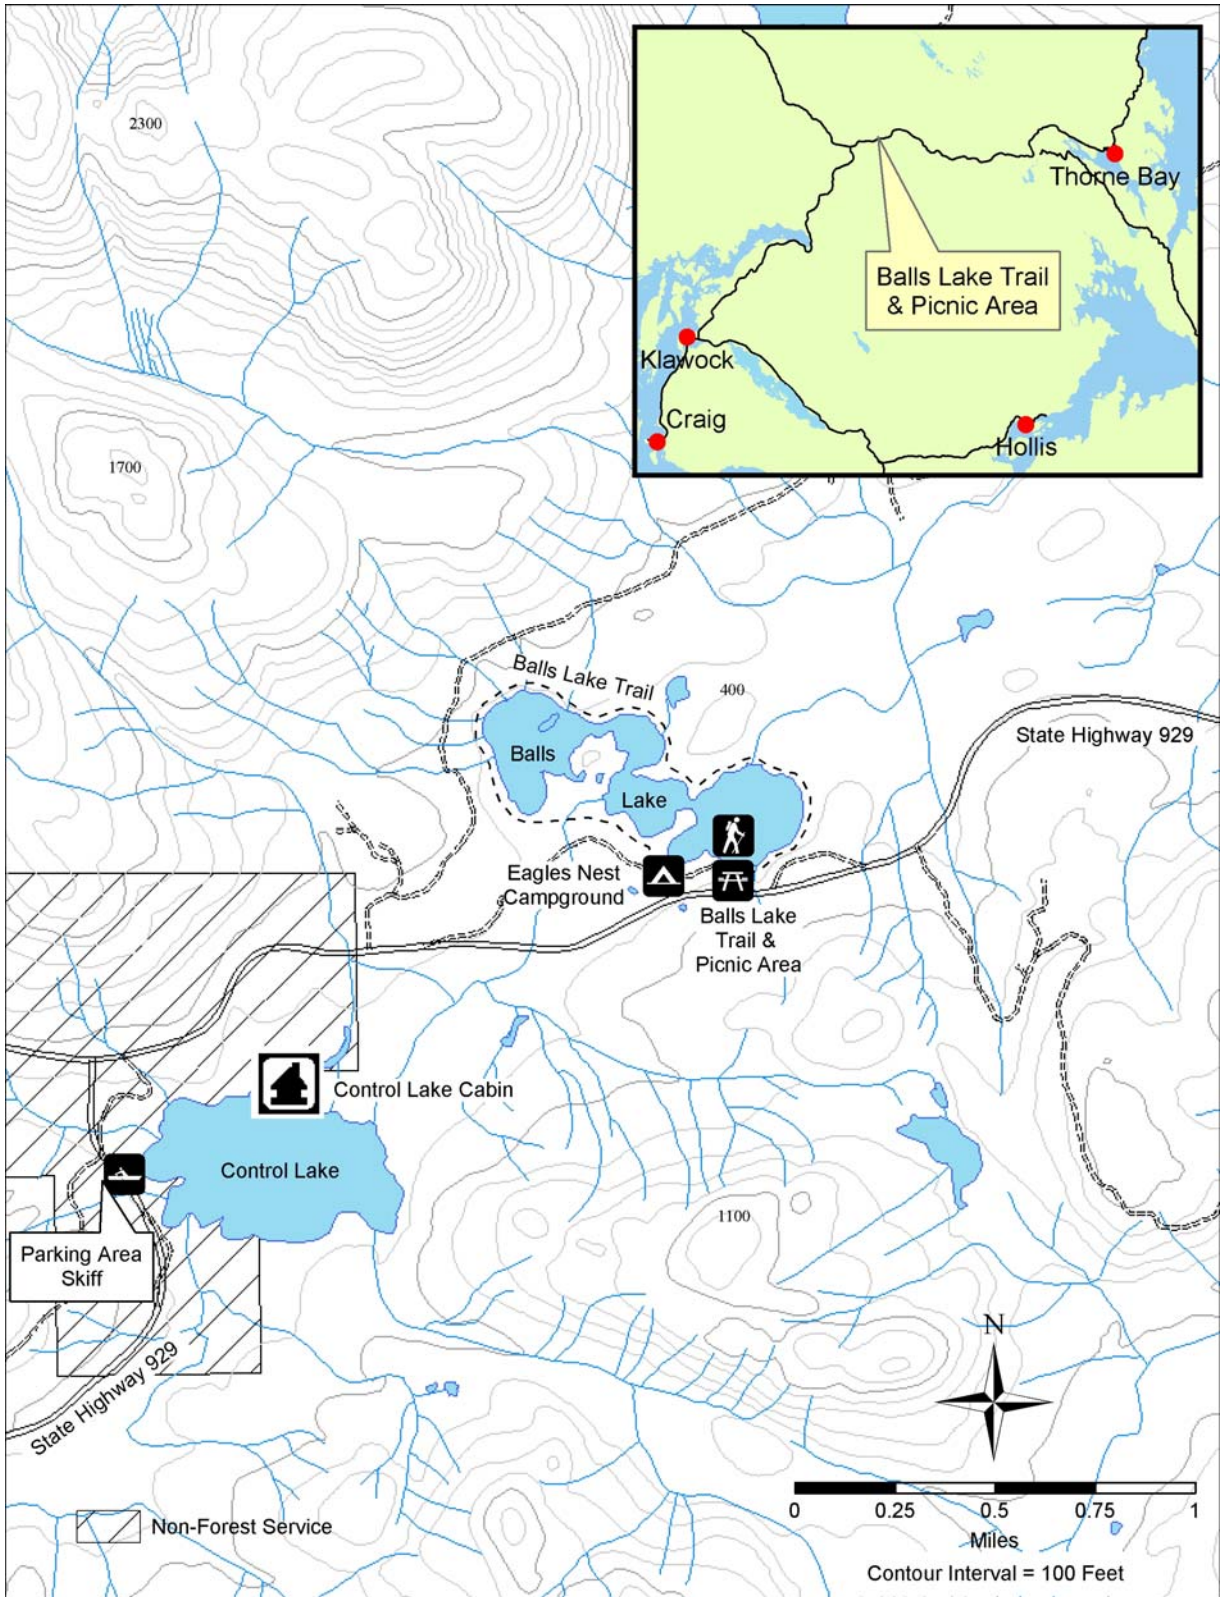 2300
Thorne Bay
Balls Lake Trail
& Picnic Area
Klawock
Craig
Hollis
1700
Balls Lake Trail
400
State Highway 929
Balls
Lake
Eagles Nest
Campground
Balls Lake
Trail &
Picnic Area
Control Lake Cabin
Control Lake
1100
Parking Area
Skiff
State Highway 929
N
0 0.25 0.5 0.75 1
Miles
Non-Forest Service
Contour Interval = 100 Feet